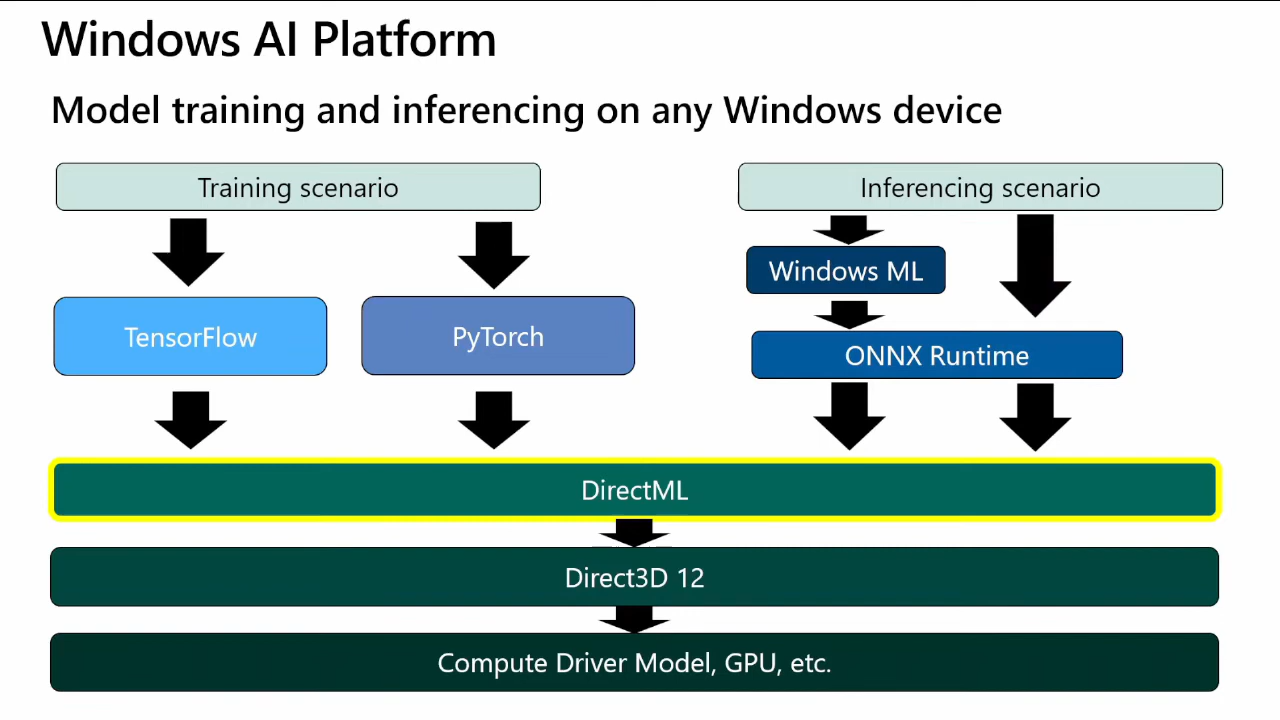 Windows AI Platform
Model training and inferencing on any Windows device
Training scenario
Inferencing scenario
Windows ML
TensorFlow
PyTorch
ONNX Runtime
DirectML
Direct3D 12
Compute Driver Model, GPU, etc.